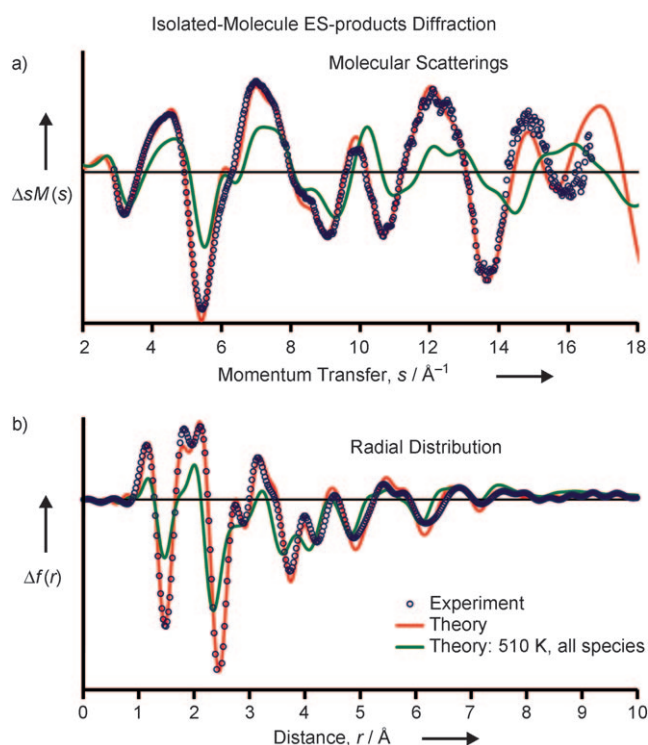 Isolated-Molecule ES-products Diffraction
a)
Molecular Scatterings
ΔsM(s)
2 4 6 8 10 12 14 16 18
Momentum Transfer, s / Å⁻¹
b)
Radial Distribution
Δf(r)
Experiment
Theory
Theory: 510 K, all species
0 1 2 3 4 5 6 7 8 9 10
Distance, r / Å